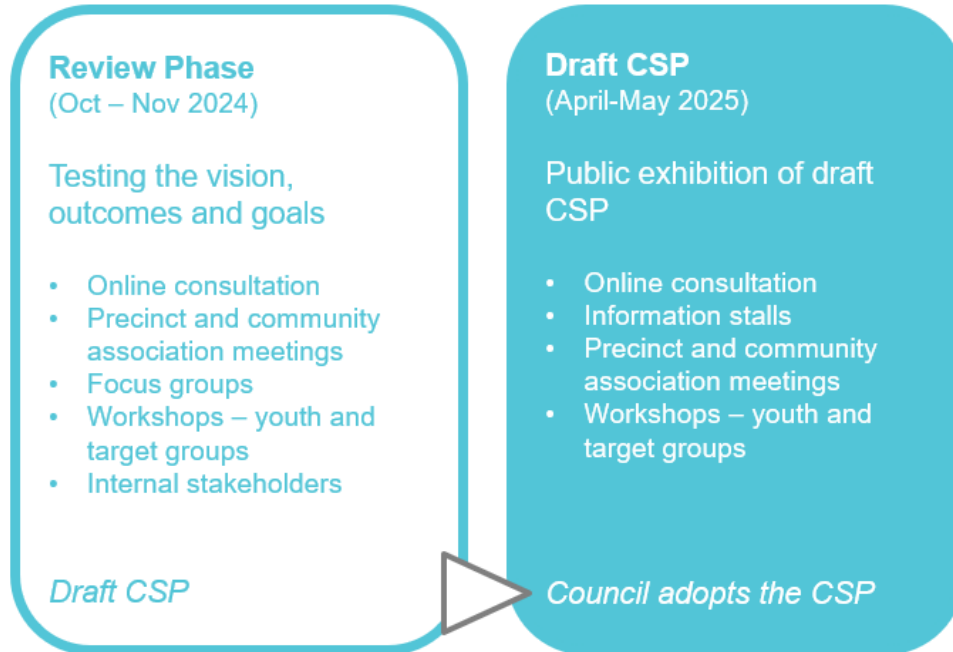 Review Phase
(Oct – Nov 2024)
Testing the vision,
outcomes and goals
• Online consultation
• Precinct and community
association meetings
• Focus groups
• Workshops – youth and
target groups
• Internal stakeholders
Draft CSP
Draft CSP
(April-May 2025)
Public exhibition of draft
CSP
• Online consultation
• Information stalls
• Precinct and community
association meetings
• Workshops – youth and
target groups
Council adopts the CSP